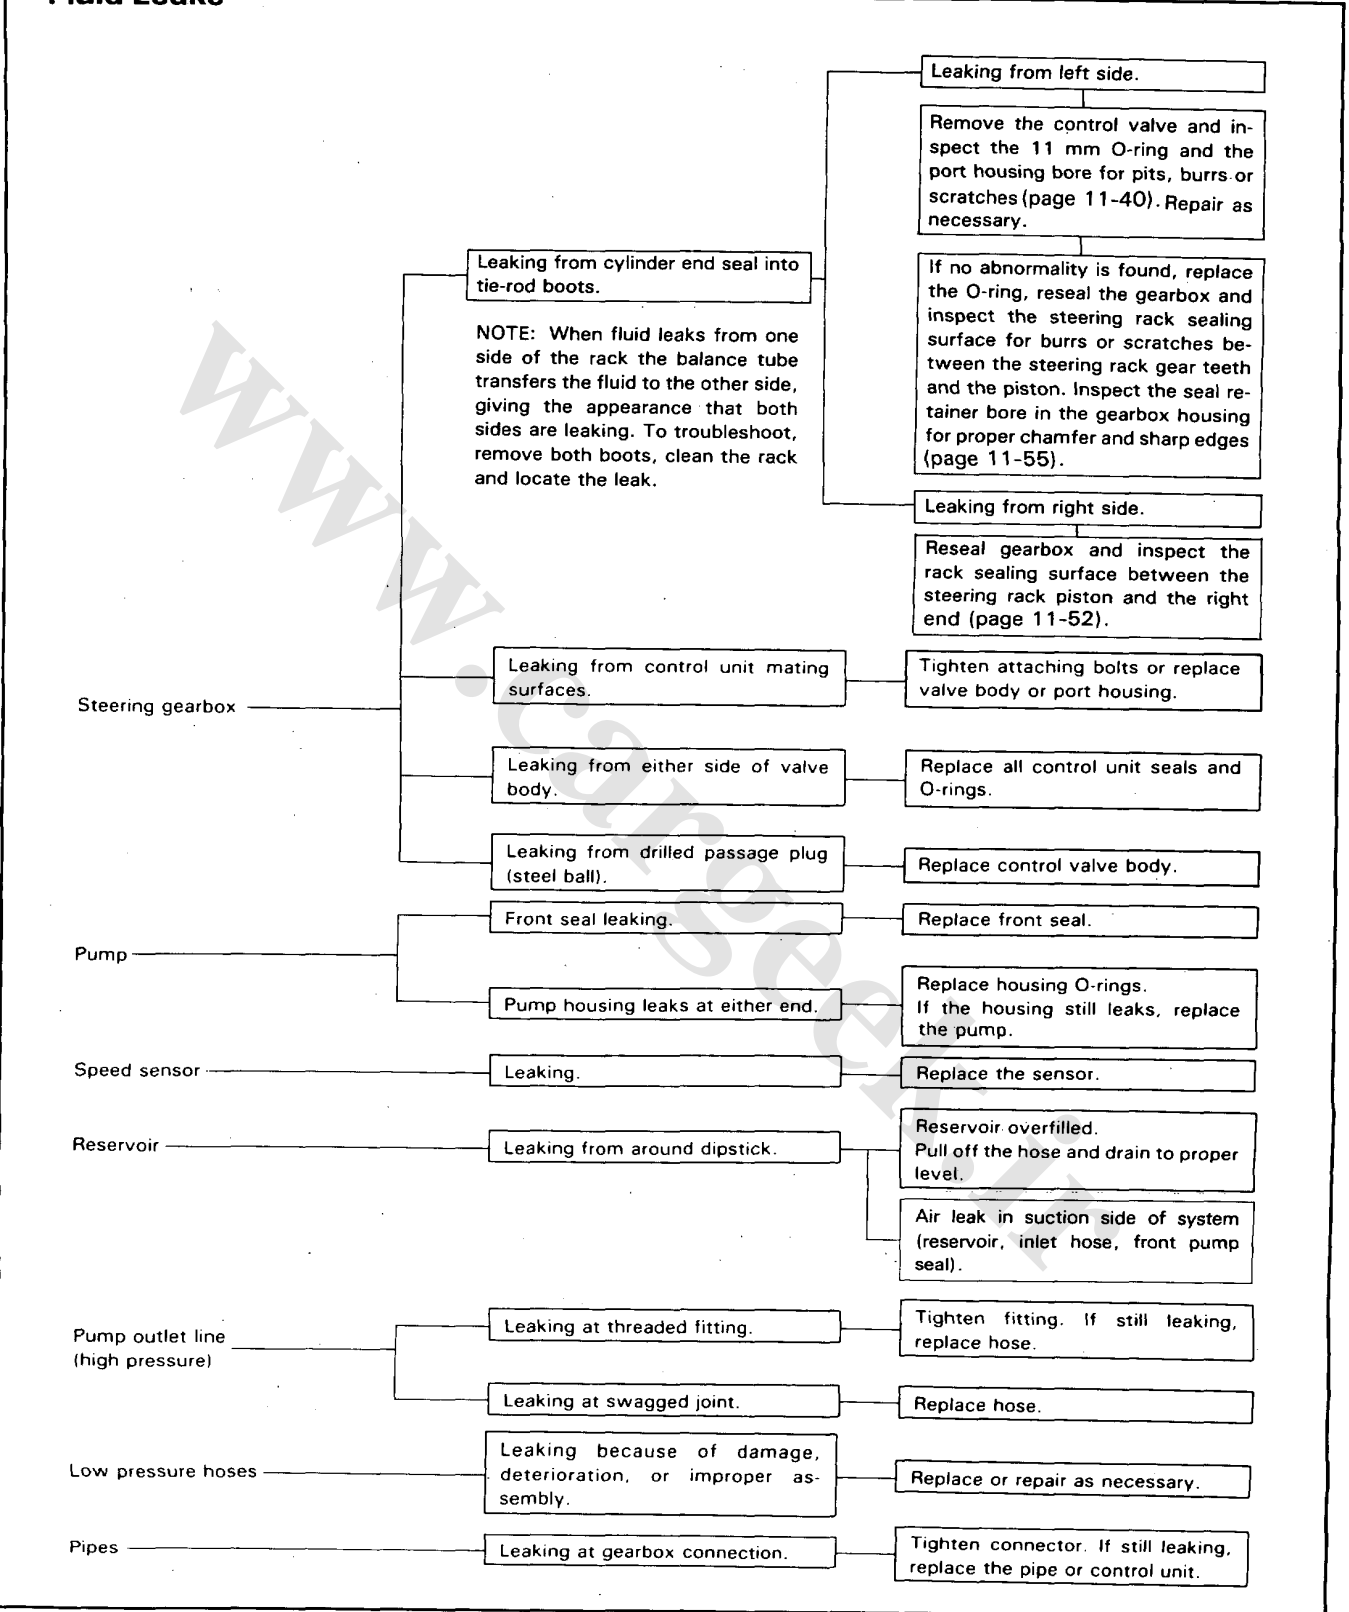 Fluid Leaks
Leaking from left side.
Remove the control valve and in-
spect the 11 mm O-ring and the
port housing bore for pits, burrs or
scratches (page 11-40). Repair as
necessary.
Leaking from cylinder end seal into
tie-rod boots.
NOTE: When fluid leaks from one
side of the rack the balance tube
transfers the fluid to the other side,
giving the appearance that both
sides are leaking. To troubleshoot,
remove both boots, clean the rack
and locate the leak.
If no abnormality is found, replace
the O-ring, reseal the gearbox and
inspect the steering rack sealing
surface for burrs or scratches be-
tween the steering rack gear teeth
and the piston. Inspect the seal re-
tainer bore in the gearbox housing
for proper chamfer and sharp edges
(page 11-55).
Leaking from right side.
Reseal gearbox and inspect the
rack sealing surface between the
steering rack piston and the right
end (page 11-52).
Steering gearbox
Leaking from control unit mating
surfaces.
Tighten attaching bolts or replace
valve body or port housing.
Leaking from either side of valve
body.
Replace all control unit seals and
O-rings.
Leaking from drilled passage plug
(steel ball).
Replace control valve body.
Pump
Front seal leaking.
Replace front seal.
Pump housing leaks at either end.
Replace housing O-rings.
If the housing still leaks, replace
the pump.
Speed sensor
Leaking.
Replace the sensor.
Reservoir
Leaking from around dipstick.
Reservoir overfilled.
Pull off the hose and drain to proper
level.
Air leak in suction side of system
(reservoir, inlet hose, front pump
seal).
Pump outlet line
(high pressure)
Leaking at threaded fitting.
Tighten fitting. If still leaking,
replace hose.
Leaking at swagged joint.
Replace hose.
Low pressure hoses
Leaking because of damage,
deterioration, or improper as-
sembly.
Replace or repair as necessary.
Pipes
Leaking at gearbox connection.
Tighten connector. If still leaking,
replace the pipe or control unit.
www.cargeek.ir